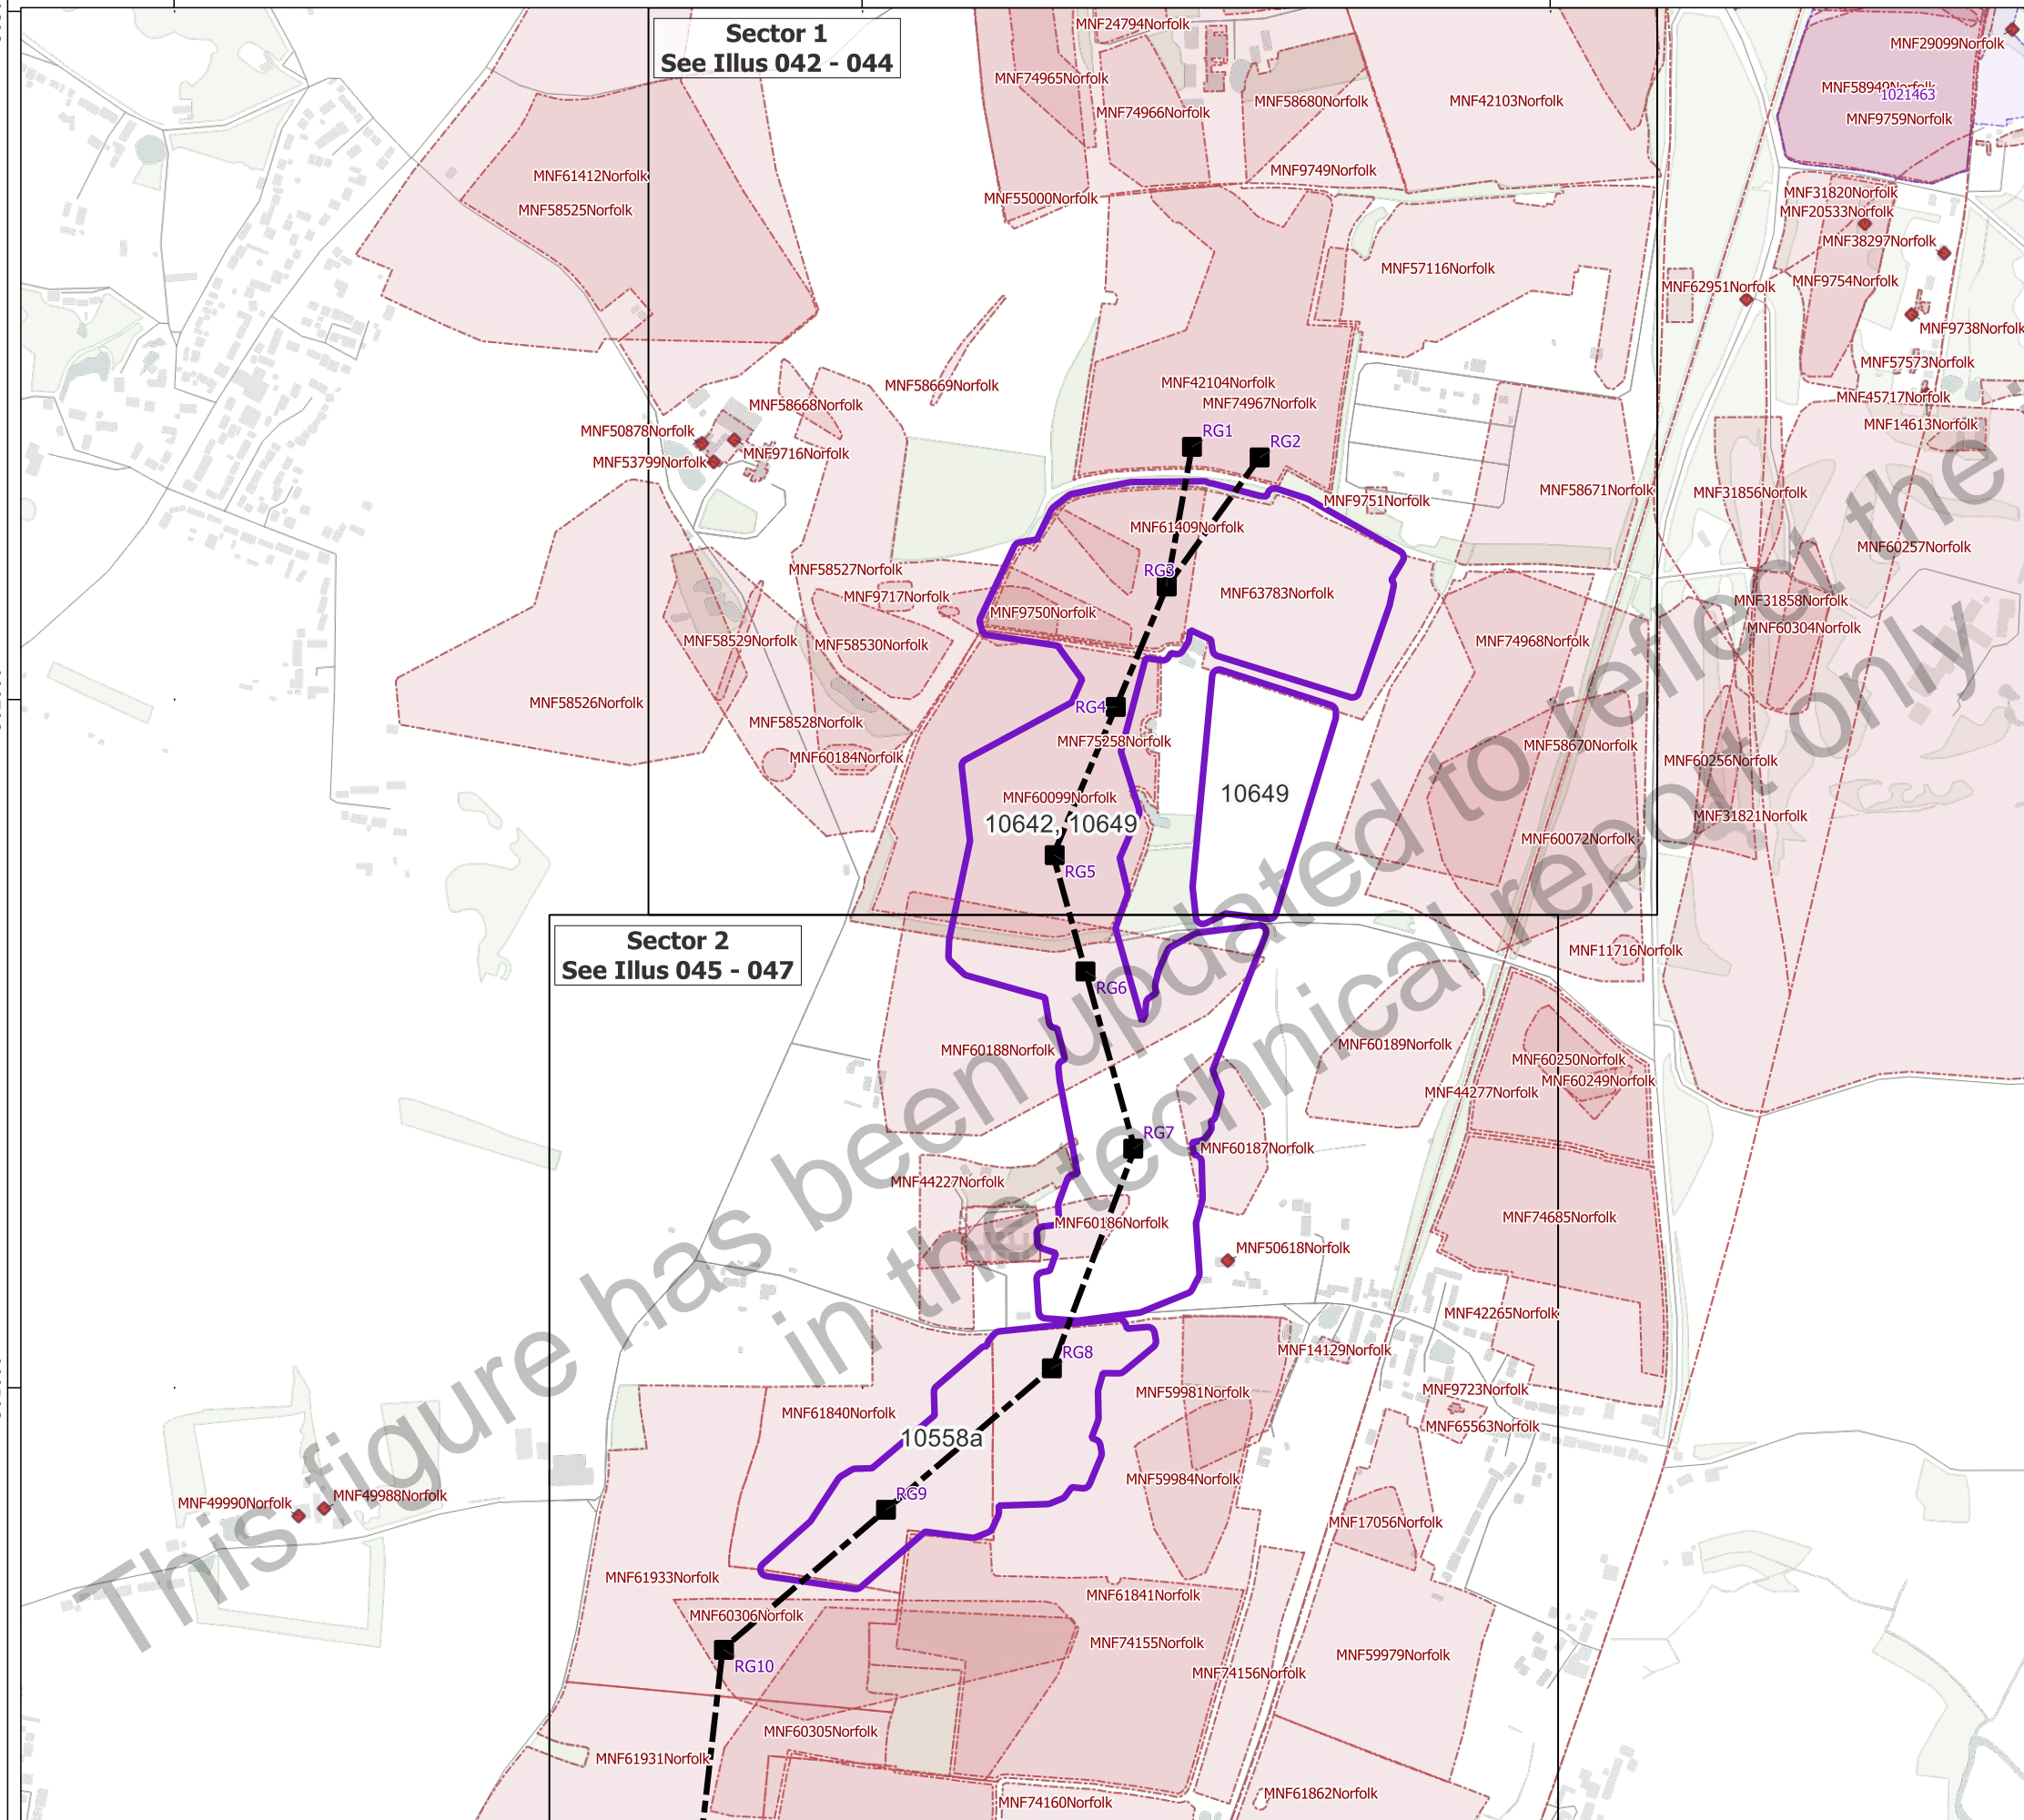 Sector 1
See Illus 042 - 044
MNF24794Norfolk
MNF29099Norfolk
MNF74965Norfolk
MNF74966Norfolk
MNF58680Norfolk
MNF42103Norfolk
MNF58949Norfolk
1021463
MNF9759Norfolk
MNF61412Norfolk
MNF58525Norfolk
MNF9749Norfolk
MNF55000Norfolk
MNF31820Norfolk
MNF20533Norfolk
MNF38297Norfolk
MNF57116Norfolk
MNF62951Norfolk
MNF9754Norfolk
MNF9738Norfolk
MNF57573Norfolk
MNF58669Norfolk
MNF42104Norfolk
MNF74967Norfolk
MNF45717Norfolk
MNF58668Norfolk
MNF14613Norfolk
MNF50878Norfolk
RG1
RG2
MNF9716Norfolk
MNF53799Norfolk
MNF9751Norfolk
MNF58671Norfolk
MNF31856Norfolk
MNF61409Norfolk
MNF60257Norfolk
MNF58527Norfolk
RG3
MNF9717Norfolk
MNF63783Norfolk
MNF31858Norfolk
MNF9750Norfolk
MNF60304Norfolk
MNF58529Norfolk
MNF58530Norfolk
MNF74968Norfolk
MNF58526Norfolk
RG4
MNF58528Norfolk
MNF75258Norfolk
MNF58670Norfolk
MNF60184Norfolk
MNF60256Norfolk
MNF60099Norfolk
10649
10642, 10649
MNF31821Norfolk
MNF60072Norfolk
RG5
Sector 2
See Illus 045 - 047
MNF11716Norfolk
RG6
MNF60188Norfolk
MNF60189Norfolk
MNF60250Norfolk
MNF60249Norfolk
MNF44277Norfolk
RG7
MNF60187Norfolk
MNF44227Norfolk
MNF60186Norfolk
MNF74685Norfolk
MNF50618Norfolk
MNF42265Norfolk
RG8
MNF14129Norfolk
MNF59981Norfolk
MNF9723Norfolk
MNF61840Norfolk
MNF65563Norfolk
10558a
MNF59984Norfolk
RG9
MNF49990Norfolk
MNF49988Norfolk
MNF17056Norfolk
MNF61933Norfolk
MNF61841Norfolk
MNF60306Norfolk
MNF74155Norfolk
MNF59979Norfolk
RG10
MNF74156Norfolk
MNF60305Norfolk
MNF61931Norfolk
MNF61862Norfolk
MNF74160Norfolk
This figure has been updated to reflect the
in the technical report only